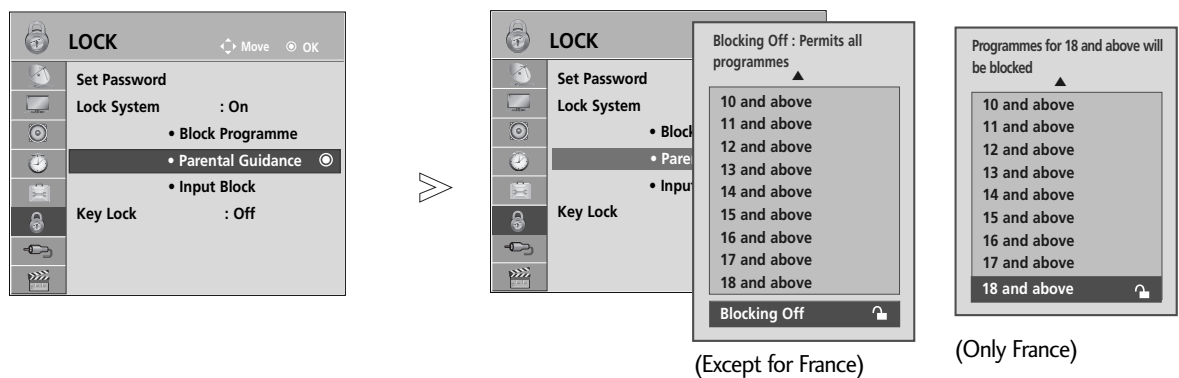 LOCK
Move OK
Set Password
Lock System : On
• Block Programme
• Parental Guidance
• Input Block
Key Lock : Off
LOCK
Set Password
Lock System
• Block
• Pare
• Inpu
Key Lock
Blocking Off : Permits all
programmes
10 and above
11 and above
12 and above
13 and above
14 and above
15 and above
16 and above
17 and above
18 and above
Blocking Off
(Except for France)
Programmes for 18 and above will
be blocked
10 and above
11 and above
12 and above
13 and above
14 and above
15 and above
16 and above
17 and above
18 and above
(Only France)